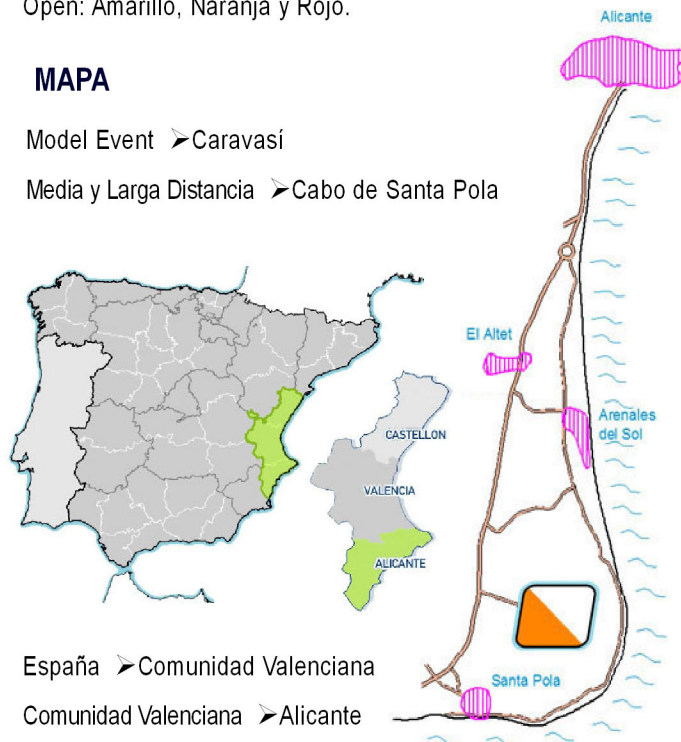 Open: Amarillo, Naranja y Rojo.
MAPA
Model Event ➢Caravasí
Media y Larga Distancia ➢Cabo de Santa Pola
Alicante
El Altet
Arenales
del Sol
CASTELLON
VALENCIA
ALICANTE
Santa Pola
España ➢Comunidad Valenciana
Comunidad Valenciana ➢Alicante